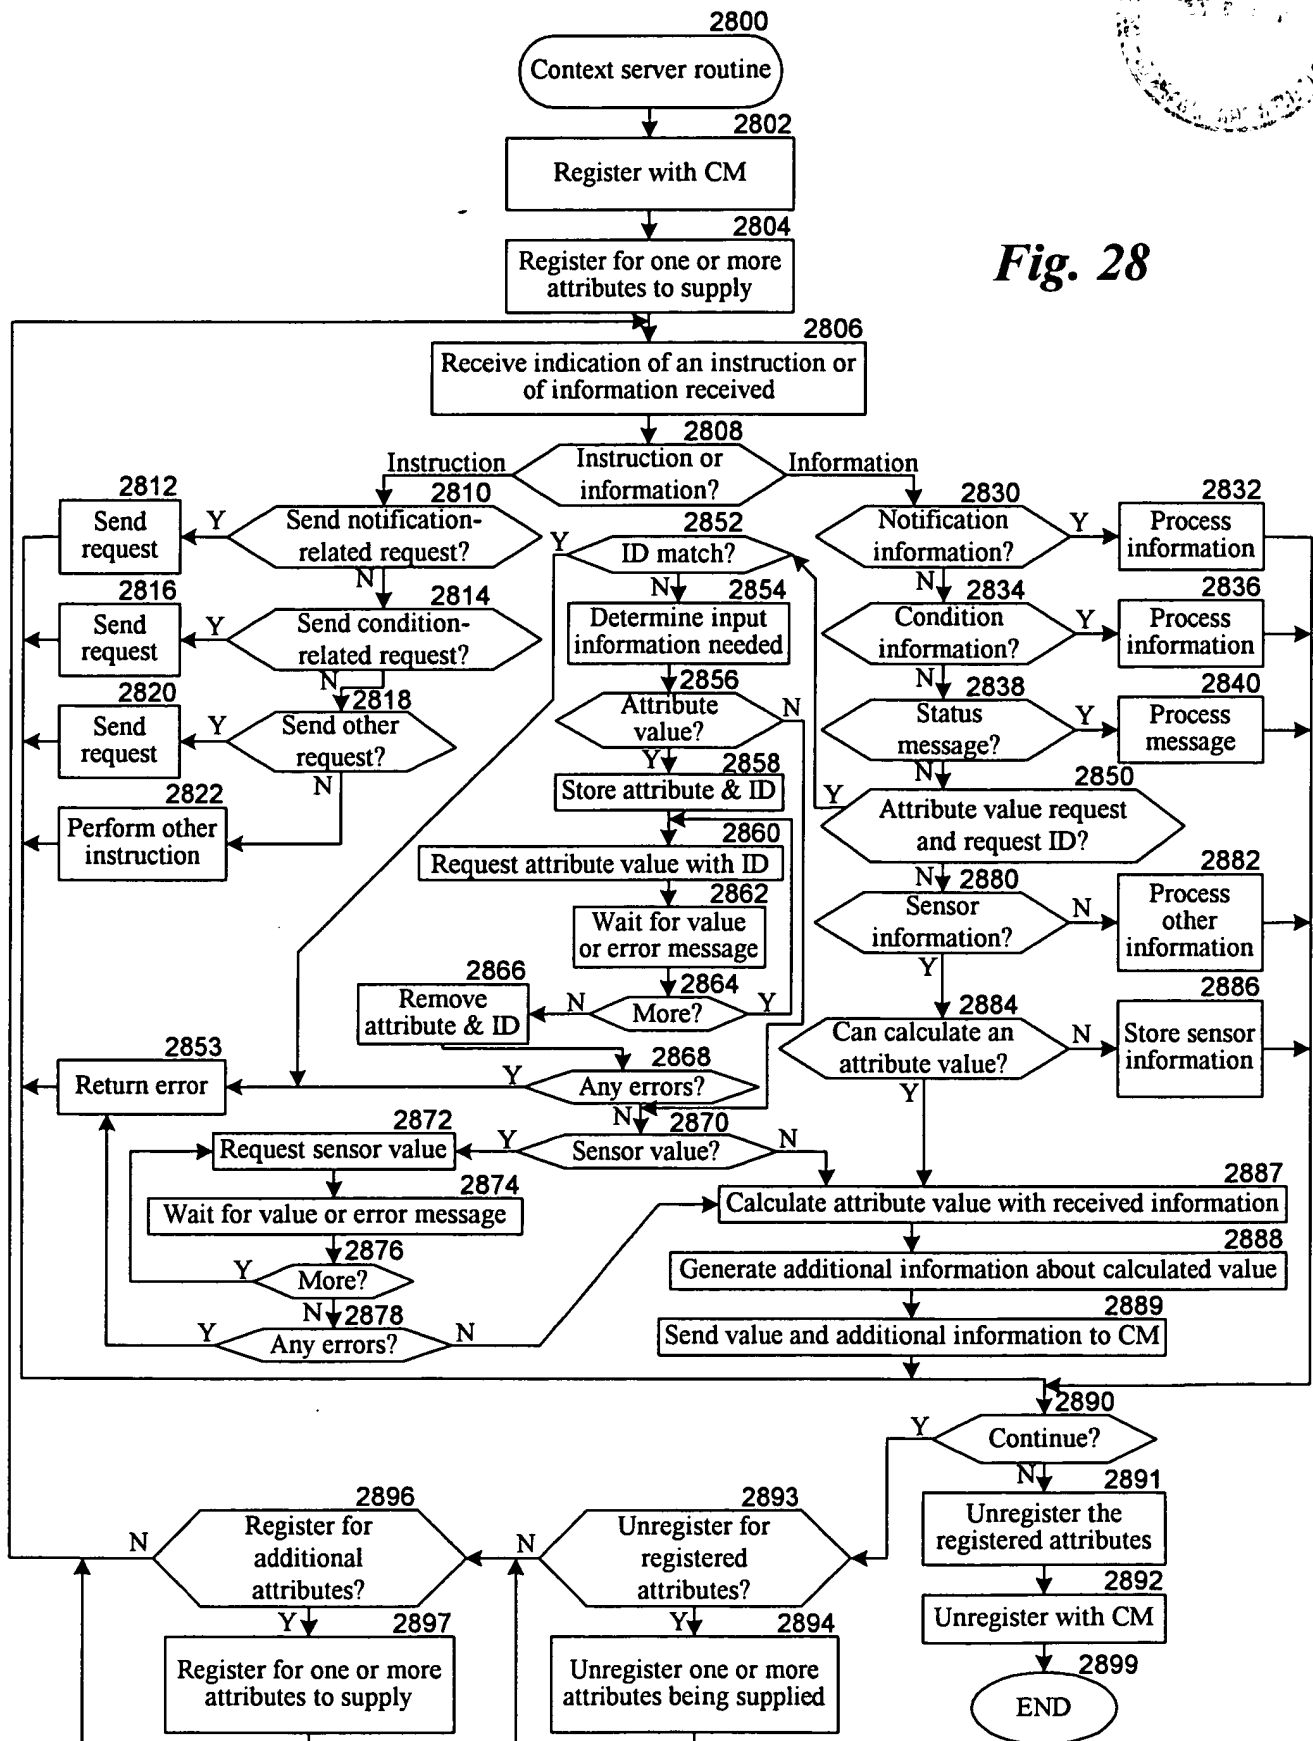 2800
Context server routine
2802
Register with CM
2804
Register for one or more
attributes to supply
Fig. 28
2806
Receive indication of an instruction or
of information received
2808
Instruction
Instruction or
information?
Information
2812
Send
request
Y
2810
Send notification-
related request?
N
2816
Send
request
Y
2814
Send condition-
related request?
N
2820
Send
request
Y
2818
Send other
request?
N
2822
Perform other
instruction
2852
Y
ID match?
N
2854
Determine input
information needed
2856
Attribute
value?
N
Y
2858
Store attribute & ID
2860
Request attribute value with ID
2862
Wait for value
or error message
2864
More?
Y
N
2866
Remove
attribute & ID
2853
Return error
2868
Y
Any errors?
N
2870
Y
Sensor value?
N
2872
Request sensor value
2874
Wait for value or error message
2876
Y
More?
N
2878
Y
Any errors?
N
2830
Notification
information?
Y
2832
Process
information
N
2834
Condition
information?
Y
2836
Process
information
N
2838
Status
message?
Y
2840
Process
message
N
2850
Y
Attribute value request
and request ID?
N
2880
Sensor
information?
N
2882
Process
other
information
Y
2884
Can calculate an
attribute value?
N
2886
Store sensor
information
Y
2887
Calculate attribute value with received information
2888
Generate additional information about calculated value
2889
Send value and additional information to CM
2890
Y
Continue?
N
2891
Unregister the
registered attributes
2892
Unregister with CM
2899
END
2893
Unregister for
registered
attributes?
N
Y
2894
Unregister one or more
attributes being supplied
2896
Register for
additional
attributes?
N
Y
2897
Register for one or more
attributes to supply